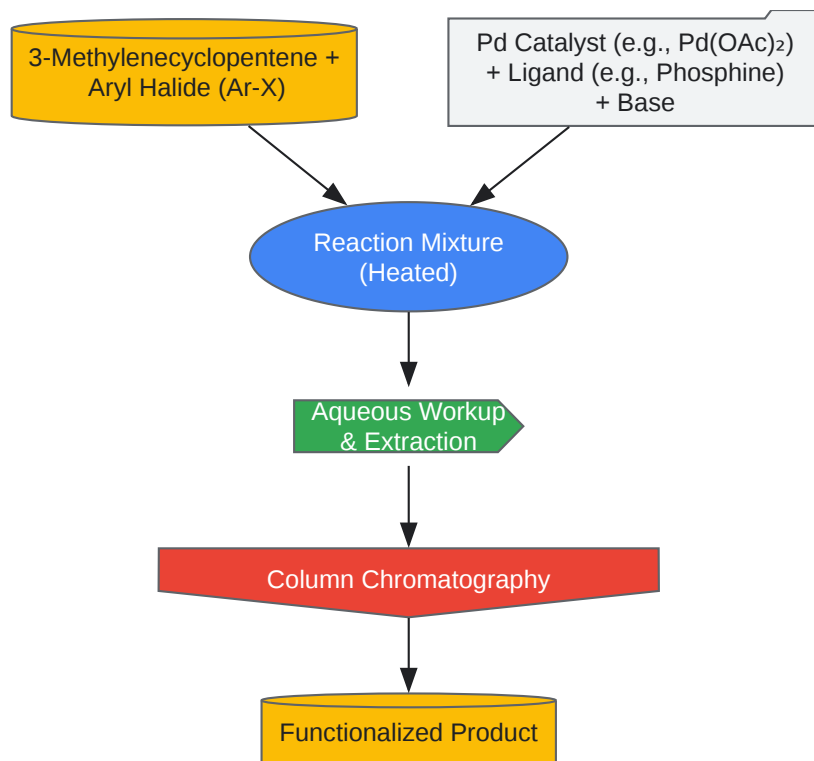 3-Methylenecyclopentene +
Aryl Halide (Ar-X)
Pd Catalyst (e.g., Pd(OAc)₂)
+ Ligand (e.g., Phosphine)
+ Base
Reaction Mixture
(Heated)
Aqueous Workup
& Extraction
Column Chromatography
Functionalized Product